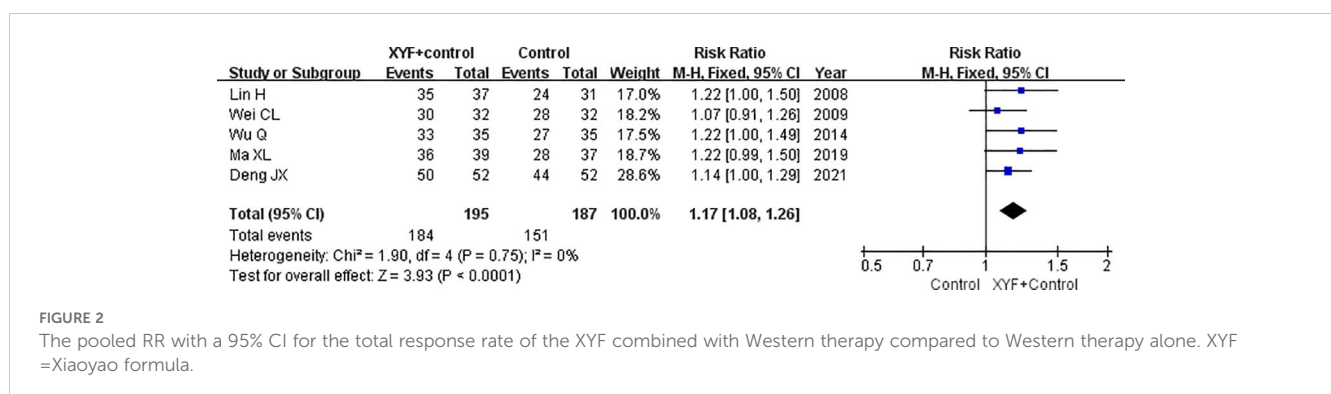 XYF+control Control Risk Ratio Risk Ratio
Study or Subgroup Events Total Events Total Weight M-H, Fixed, 95% CI Year M-H, Fixed, 95% CI
Lin H 35 37 24 31 17.0% 1.22 [1.00, 1.50] 2008
Wei CL 30 32 28 32 18.2% 1.07 [0.91, 1.26] 2009
Wu Q 33 35 27 35 17.5% 1.22 [1.00, 1.49] 2014
Ma XL 36 39 28 37 18.7% 1.22 [0.99, 1.50] 2019
Deng JX 50 52 44 52 28.6% 1.14 [1.00, 1.29] 2021
Total (95% CI) 195 187 100.0% 1.17 [1.08, 1.26]
Total events 184 151
Heterogeneity: Chi² = 1.90, df = 4 (P = 0.75); I² = 0%
Test for overall effect: Z = 3.93 (P < 0.0001)
0.5 0.7 1 1.5 2
Control XYF+Control
FIGURE 2
The pooled RR with a 95% CI for the total response rate of the XYF combined with Western therapy compared to Western therapy alone. XYF
=Xiaoyao formula.